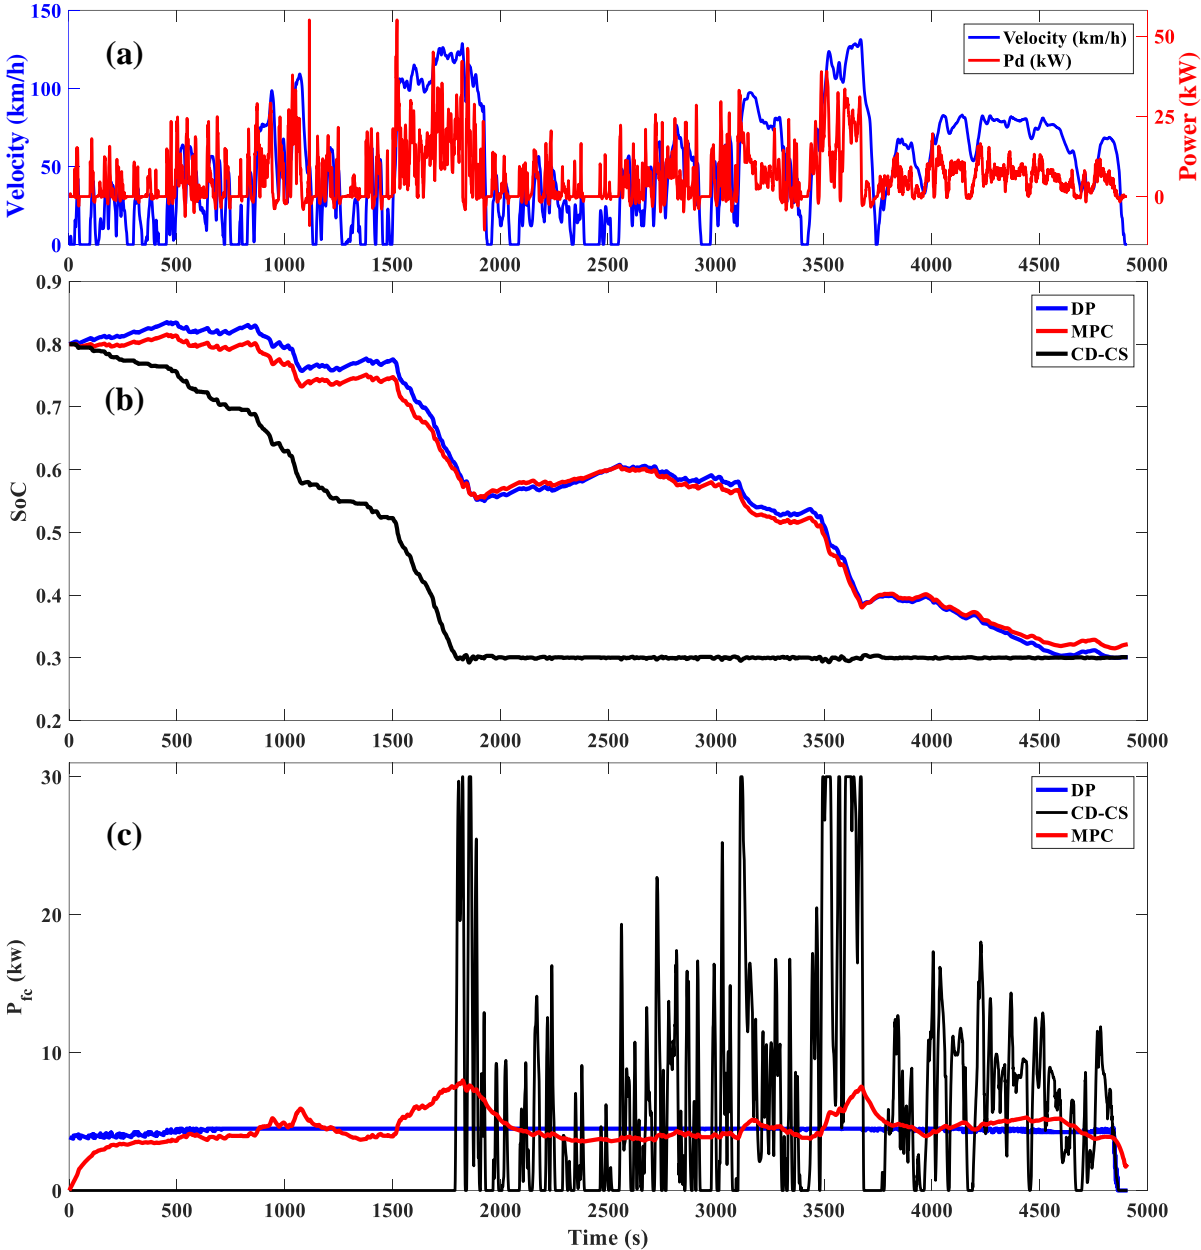 (a)
Velocity (km/h)
Power (kW)
150
100
50
0
50
25
0
Velocity (km/h)
Pd (kW)
0 500 1000 1500 2000 2500 3000 3500 4000 4500 5000
(b)
SoC
0.9
0.8
0.7
0.6
0.5
0.4
0.3
0.2
DP
MPC
CD-CS
0 500 1000 1500 2000 2500 3000 3500 4000 4500 5000
(c)
P_fc (kw)
30
20
10
0
DP
CD-CS
MPC
0 500 1000 1500 2000 2500 3000 3500 4000 4500 5000
Time (s)